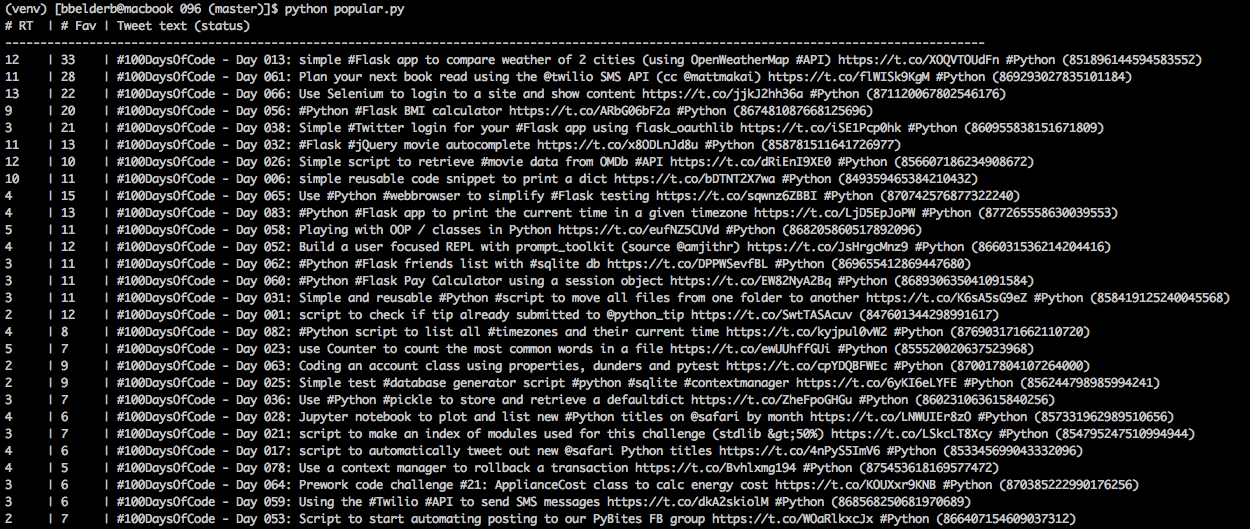 (venv) [bbelderb@macbook 096 (master)]$ python popular.py
# RT | # Fav | Tweet text (status)
--------------------------------------------------------------------------------------------------------------------------------------------
12 | 33 | #100DaysOfCode - Day 013: simple #Flask app to compare weather of 2 cities (using OpenWeatherMap #API) https://t.co/XOQVTOUdFn #Python (851896144594583552)
11 | 28 | #100DaysOfCode - Day 061: Plan your next book read using the @twilio SMS API (cc @mattmakai) https://t.co/flWISk9KgM #Python (869293027835101184)
13 | 22 | #100DaysOfCode - Day 066: Use Selenium to login to a site and show content https://t.co/jjkJ2hh36a #Python (871120067802546176)
9 | 20 | #100DaysOfCode - Day 056: #Python #Flask BMI calculator https://t.co/ARbG06bF2a #Python (867481087668125696)
3 | 21 | #100DaysOfCode - Day 038: Simple #Twitter login for your #Flask app using flask_oauthlib https://t.co/iSE1Pcp0hk #Python (860955838151671809)
11 | 13 | #100DaysOfCode - Day 032: #Flask #jQuery movie autocomplete https://t.co/x8ODLnJd8u #Python (858781511641726977)
12 | 10 | #100DaysOfCode - Day 026: Simple script to retrieve #movie data from OMDb #API https://t.co/dRiEnI9XE0 #Python (856607186234908672)
10 | 11 | #100DaysOfCode - Day 006: simple reusable code snippet to print a dict https://t.co/bDTNT2X7wa #Python (849359465384210432)
4 | 15 | #100DaysOfCode - Day 065: Use #Python #webbrowser to simplify #Flask testing https://t.co/sqwnz6ZBBI #Python (870742576877322240)
4 | 13 | #100DaysOfCode - Day 083: #Python #Flask app to print the current time in a given timezone https://t.co/LjD5EpJoPW #Python (877265558630039553)
5 | 11 | #100DaysOfCode - Day 058: Playing with OOP / classes in Python https://t.co/eufNZ5CUVd #Python (868205860517892096)
4 | 12 | #100DaysOfCode - Day 052: Build a user focused REPL with prompt_toolkit (source @amjithr) https://t.co/JsHrgcMnz9 #Python (866031536214204416)
3 | 11 | #100DaysOfCode - Day 062: #Python #Flask friends list with #sqlite db https://t.co/DPPWSevfBL #Python (869655412869447680)
3 | 11 | #100DaysOfCode - Day 060: #Python #Flask Pay Calculator using a session object https://t.co/EW82NyA2Bq #Python (868930635041091584)
3 | 11 | #100DaysOfCode - Day 031: Simple and reusable #Python #script to move all files from one folder to another https://t.co/K6sA5sG9eZ #Python (858419125240045568)
2 | 12 | #100DaysOfCode - Day 001: script to check if tip already submitted to @python_tip https://t.co/SwtTASAcuv #Python (847601344298991617)
4 | 8 | #100DaysOfCode - Day 082: #Python script to list all #timezones and their current time https://t.co/kyjpul0vW2 #Python (876903171662110720)
5 | 7 | #100DaysOfCode - Day 023: use Counter to count the most common words in a file https://t.co/ewUUhffGUi #Python (855520020637523968)
2 | 9 | #100DaysOfCode - Day 063: Coding an account class using properties, dunders and pytest https://t.co/cpYDQBFWEc #Python (870017804107264000)
2 | 9 | #100DaysOfCode - Day 025: Simple test #database generator script #python #sqlite #contextmanager https://t.co/6yKI6eLYFE #Python (856244798985994241)
3 | 7 | #100DaysOfCode - Day 036: Use #Python #pickle to store and retrieve a defaultdict https://t.co/ZheFpoGHGu #Python (860231063615840256)
4 | 6 | #100DaysOfCode - Day 028: Jupyter notebook to plot and list new #Python titles on @safari by month https://t.co/LNWUIEr8zO #Python (857331962989510656)
3 | 7 | #100DaysOfCode - Day 021: script to make an index of modules used for this challenge (stdlib &gt;50%) https://t.co/LSkcLT8Xcy #Python (854795247510994944)
4 | 6 | #100DaysOfCode - Day 017: script to automatically tweet out new @safari Python titles https://t.co/4nPyS5ImV6 #Python (853345699043332096)
4 | 5 | #100DaysOfCode - Day 078: Use a context manager to rollback a transaction https://t.co/Bvhlxmg194 #Python (875453618169577472)
3 | 6 | #100DaysOfCode - Day 064: Prework code challenge #21: ApplianceCost class to calc energy cost https://t.co/KOUXxr9KNB #Python (870385222990176256)
3 | 6 | #100DaysOfCode - Day 059: Using the #Twilio #API to send SMS messages https://t.co/dkA2skiolM #Python (868568250681970689)
2 | 7 | #100DaysOfCode - Day 053: Script to start automating posting to our PyBites FB group https://t.co/WOaRlkxcJx #Python (866407154609037312)